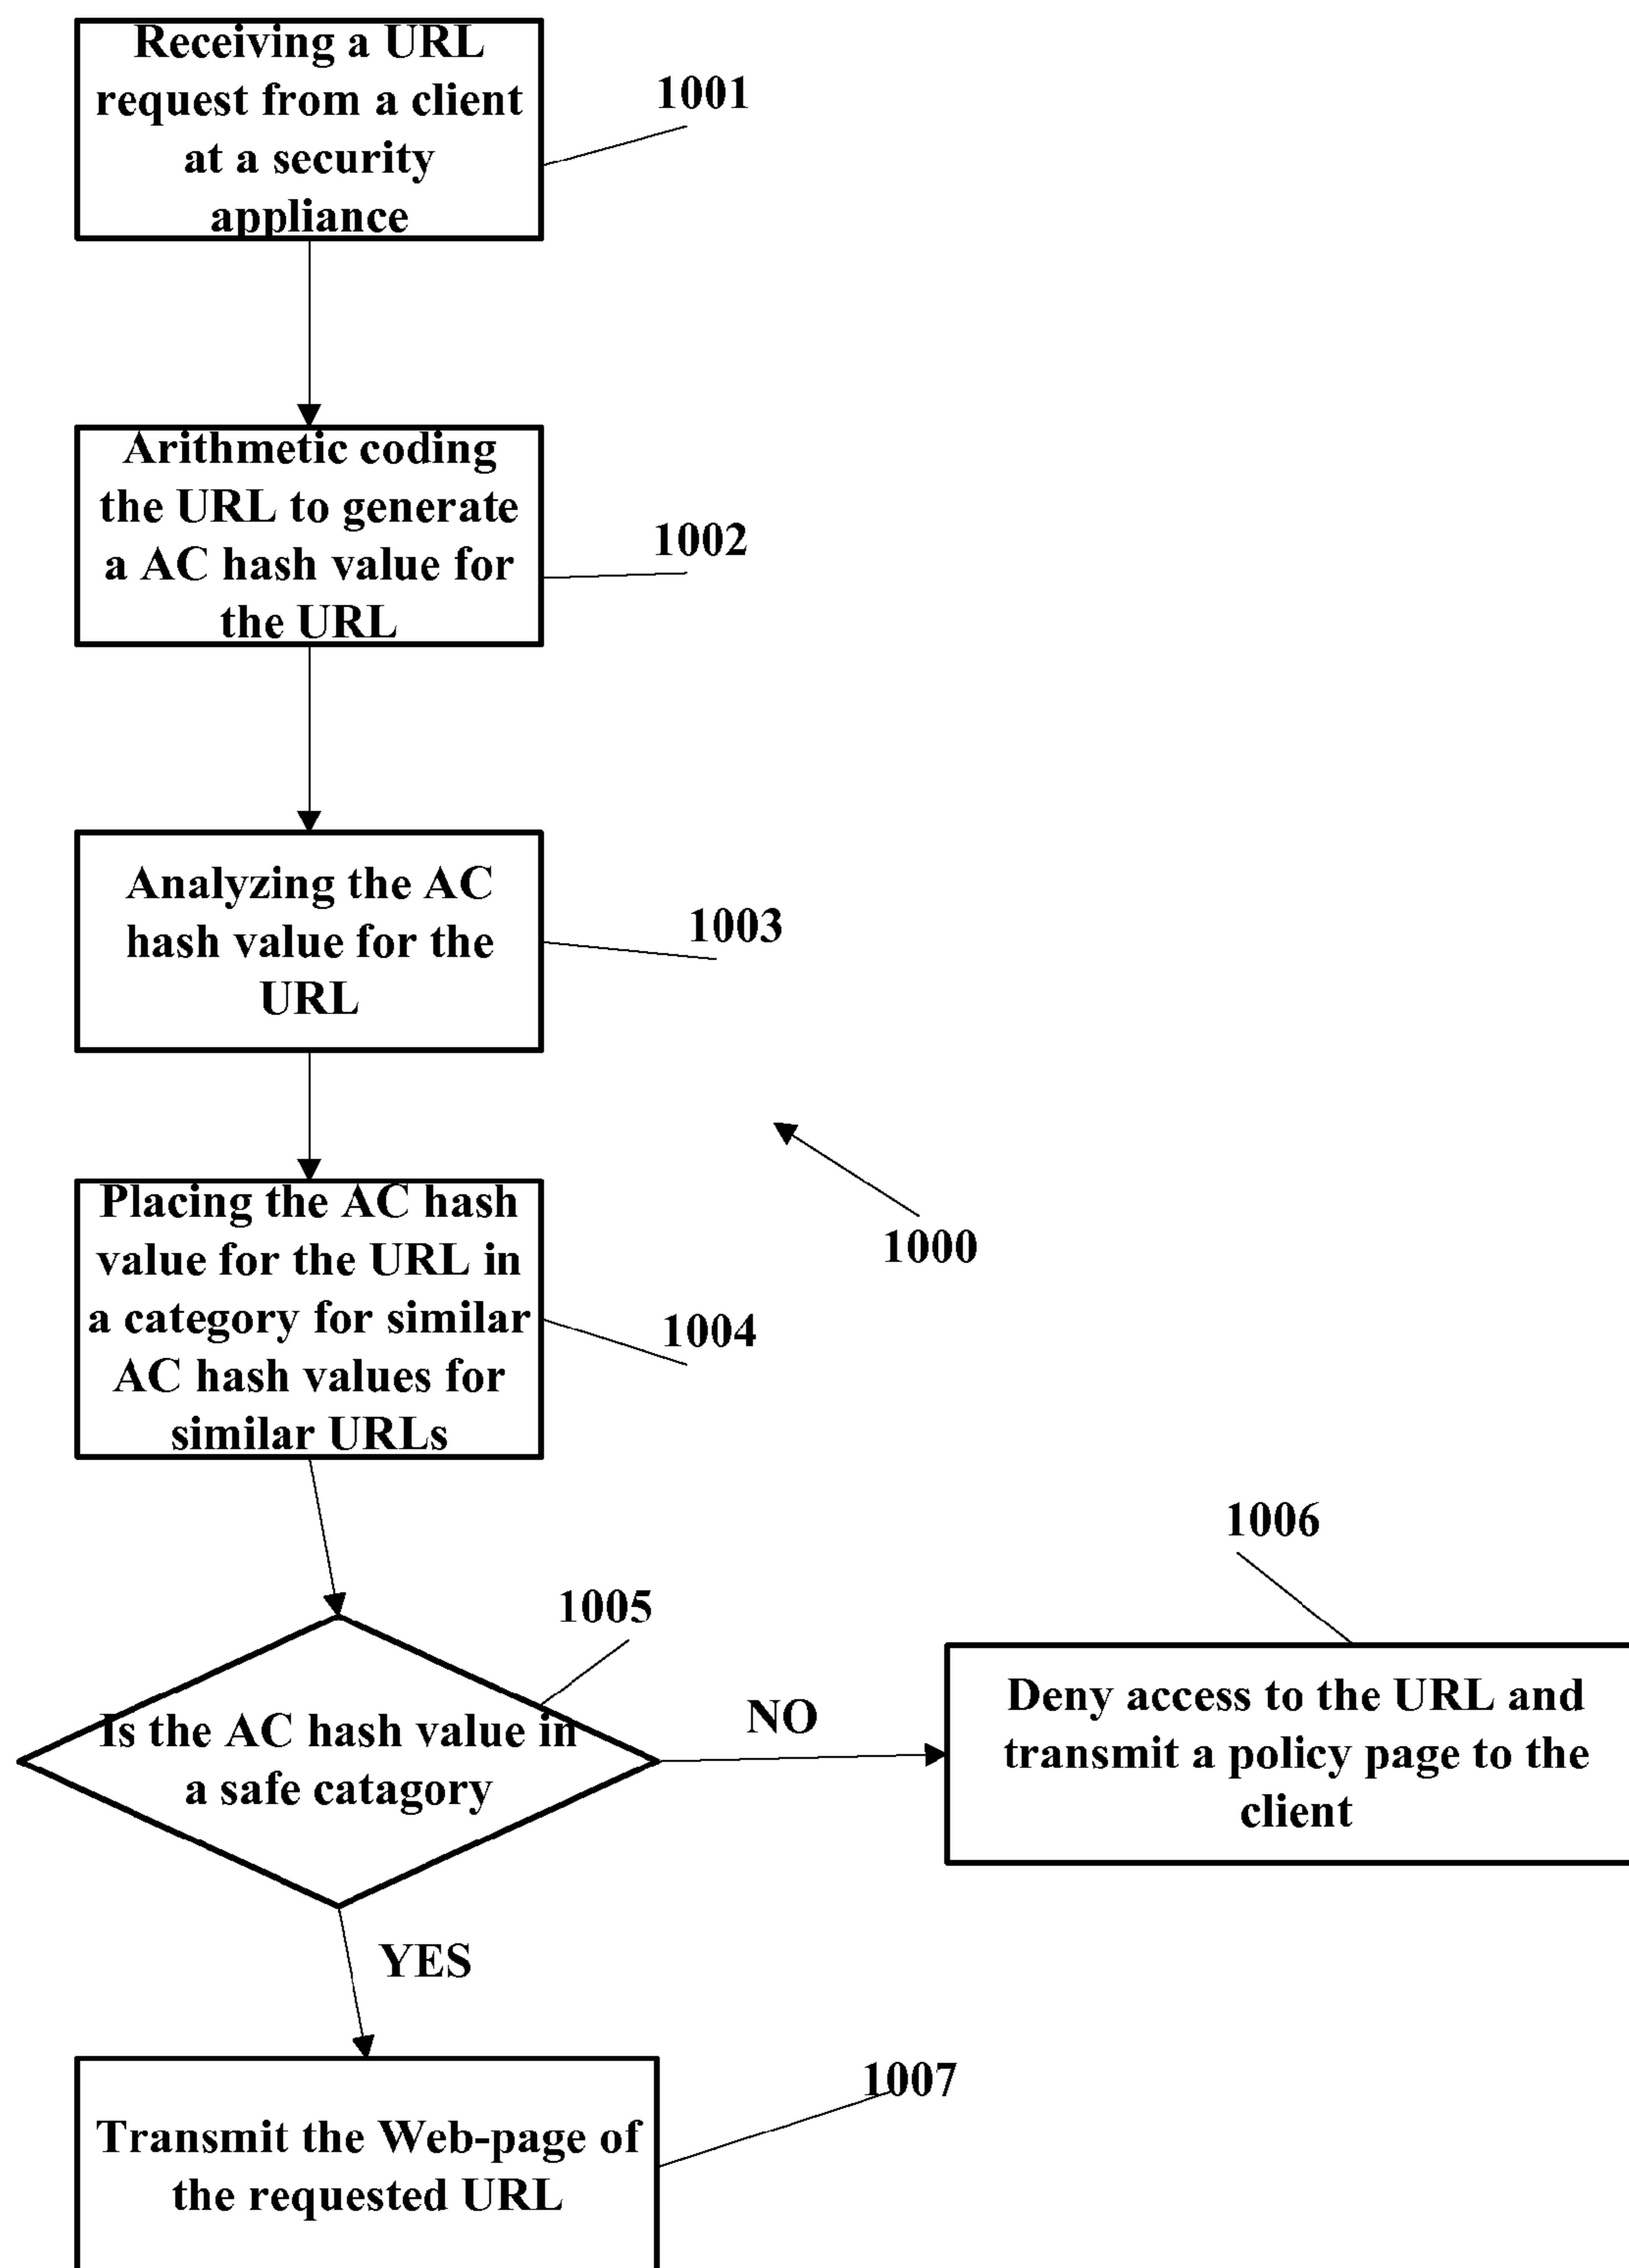 Receiving a URL
request from a client
at a security
appliance
1001
Arithmetic coding
the URL to generate
a AC hash value for
the URL
1002
Analyzing the AC
hash value for the
URL
1003
1000
Placing the AC hash
value for the URL in
a category for similar
AC hash values for
similar URLs
1004
1005
Is the AC hash value in
a safe catagory
NO
1006
Deny access to the URL and
transmit a policy page to the
client
YES
1007
Transmit the Web-page of
the requested URL